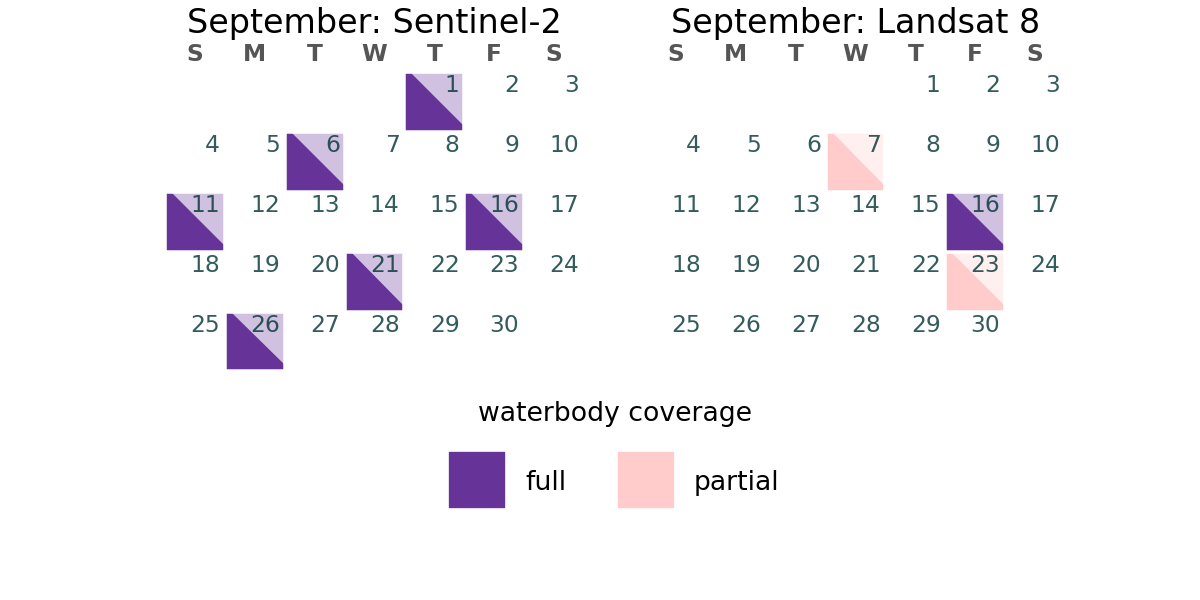 September: Sentinel-2
S M T W T F S
1 2 3
4 5 6 7 8 9 10
11 12 13 14 15 16 17
18 19 20 21 22 23 24
25 26 27 28 29 30
September: Landsat 8
S M T W T F S
1 2 3
4 5 6 7 8 9 10
11 12 13 14 15 16 17
18 19 20 21 22 23 24
25 26 27 28 29 30
waterbody coverage
full partial